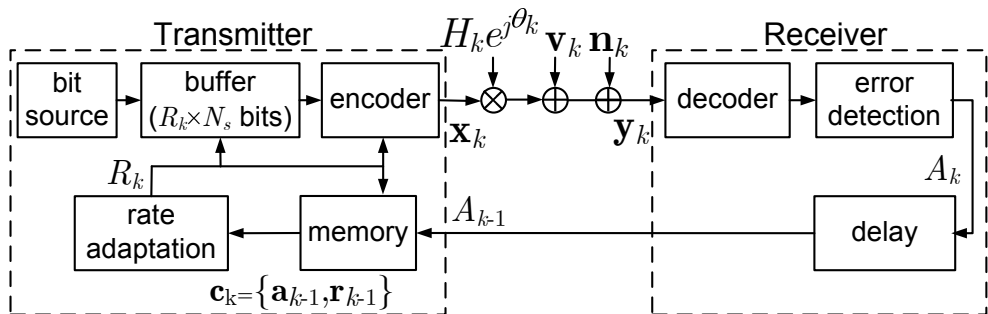 Transmitter
bit source
buffer
(R_k×N_s bits)
encoder
x_k
H_k e^{jθ_k}
v_k
n_k
y_k
Receiver
decoder
error detection
A_k
R_k
rate adaptation
memory
A_{k-1}
delay
c_k={a_{k-1},r_{k-1}}